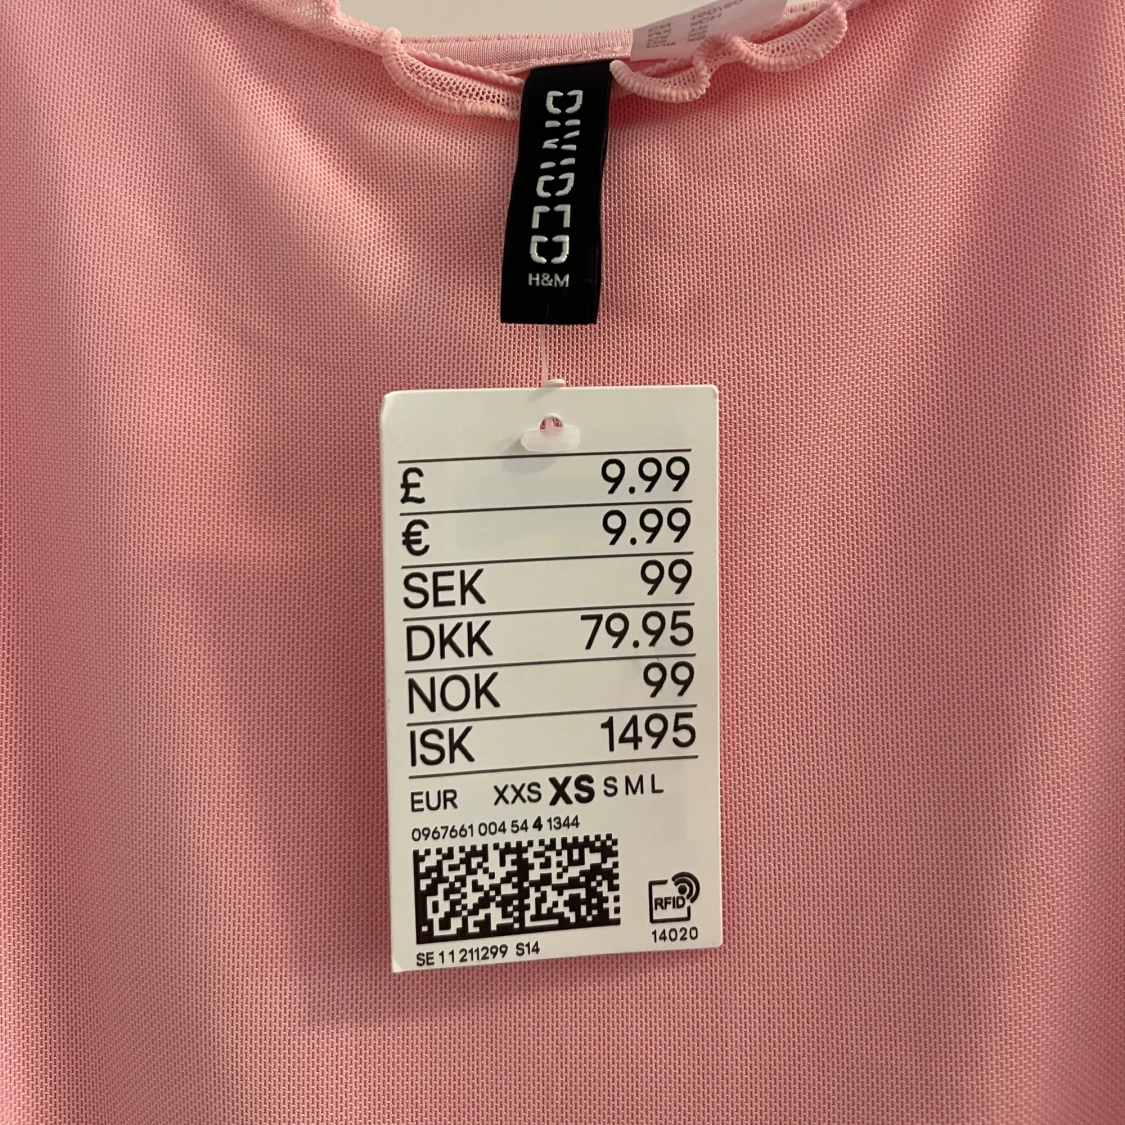 DIVIDED
H&M
£ 9.99
€ 9.99
SEK 99
DKK 79.95
NOK 99
ISK 1495
EUR XXS XS S M L
0967661 004 54 4 1344
RFID
14020
SE 11 211299 S14